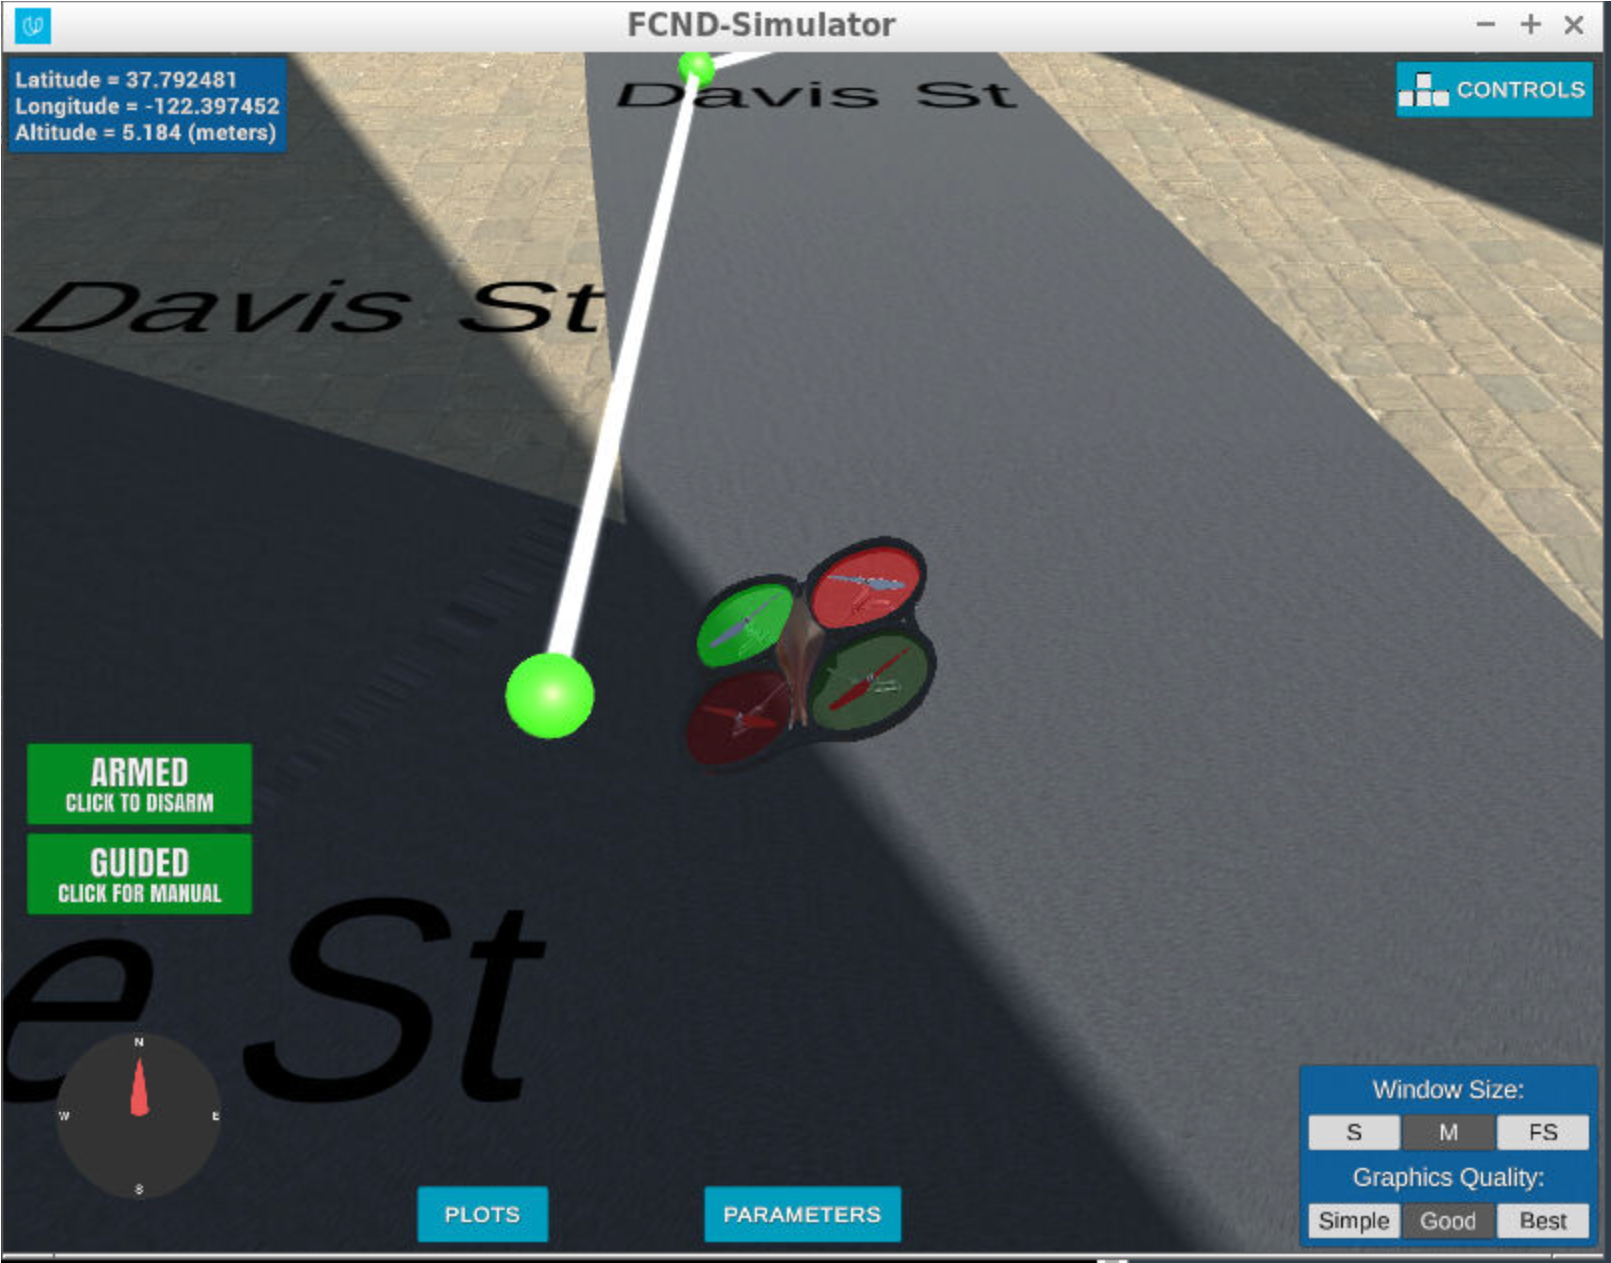 FCND-Simulator
Latitude = 37.792481
Longitude = -122.397452
Altitude = 5.184 (meters)
CONTROLS
Davis St
Davis St
ARMED
CLICK TO DISARM
GUIDED
CLICK FOR MANUAL
e St
N
W
E
S
PLOTS
PARAMETERS
Window Size:
S
M
FS
Graphics Quality:
Simple
Good
Best